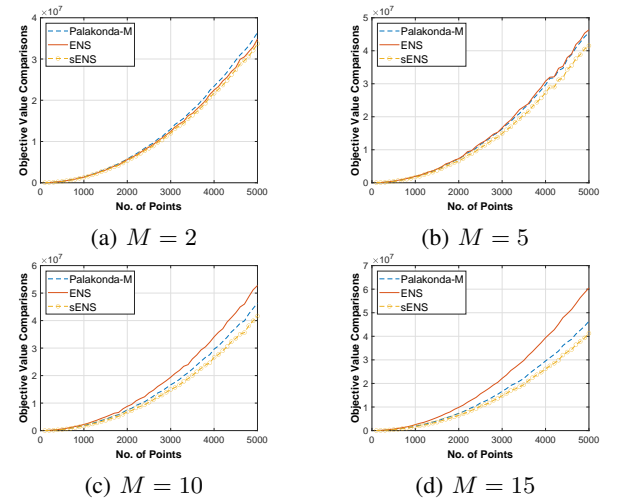 ×10⁷
Objective Value Comparisons
4
3
2
1
0
Palakonda-M
ENS
sENS
0 1000 2000 3000 4000 5000
No. of Points
(a) M = 2
×10⁷
Objective Value Comparisons
5
4
3
2
1
0
Palakonda-M
ENS
sENS
0 1000 2000 3000 4000 5000
No. of Points
(b) M = 5
×10⁷
Objective Value Comparisons
6
5
4
3
2
1
0
Palakonda-M
ENS
sENS
0 1000 2000 3000 4000 5000
No. of Points
(c) M = 10
×10⁷
Objective Value Comparisons
7
6
5
4
3
2
1
0
Palakonda-M
ENS
sENS
0 1000 2000 3000 4000 5000
No. of Points
(d) M = 15